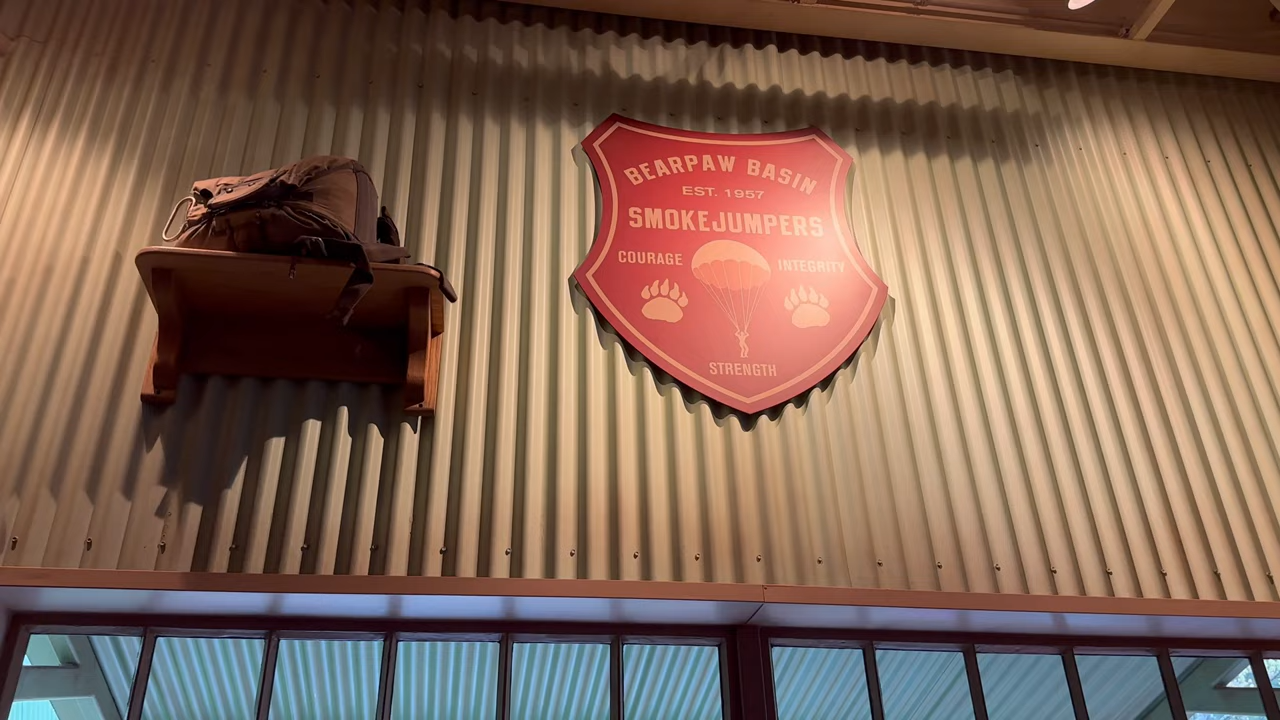 BEARPAW BASIN
EST. 1957
SMOKEJUMPERS
COURAGE INTEGRITY
STRENGTH